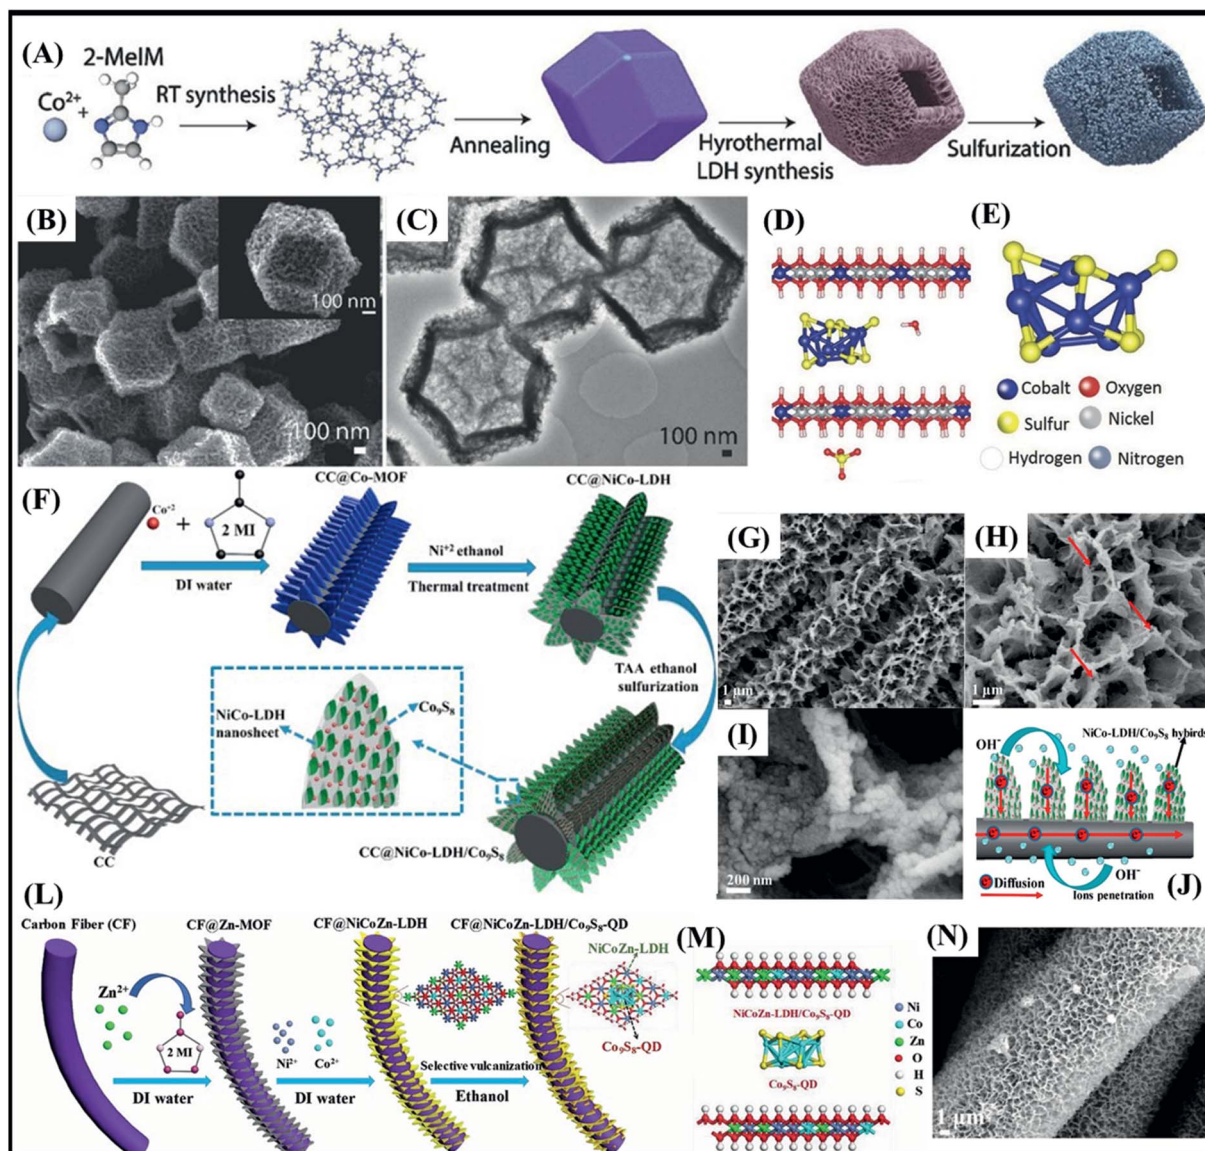 (A)
2-MeIM
Co²⁺
+
RT synthesis
Annealing
Hyrothermal
LDH synthesis
Sulfurization
(B)
100 nm
100 nm
(C)
100 nm
(D)
(E)
Cobalt
Oxygen
Sulfur
Nickel
Hydrogen
Nitrogen
(F)
Co⁺²
+
2 MI
DI water
CC@Co-MOF
Ni⁺² ethanol
Thermal treatment
CC@NiCo-LDH
TAA ethanol
sulfurization
NiCo-LDH
nanosheet
Co₉S₈
CC
CC@NiCo-LDH/Co₉S₈
(G)
1 µm
(H)
1 µm
(I)
200 nm
OH⁻
NiCo-LDH/Co₉S₈ hybirds
Diffusion
OH⁻
Ions penetration
(J)
(L)
Carbon Fiber (CF)
CF@Zn-MOF
CF@NiCoZn-LDH
CF@NiCoZn-LDH/Co₉S₈-QD
Zn²⁺
2 MI
DI water
Ni²⁺
Co²⁺
DI water
Selective vulcanization
Ethanol
NiCoZn-LDH
Co₉S₈-QD
(M)
NiCoZn-LDH/Co₉S₈-QD
Co₉S₈-QD
Ni
Co
Zn
O
H
S
(N)
1 µm